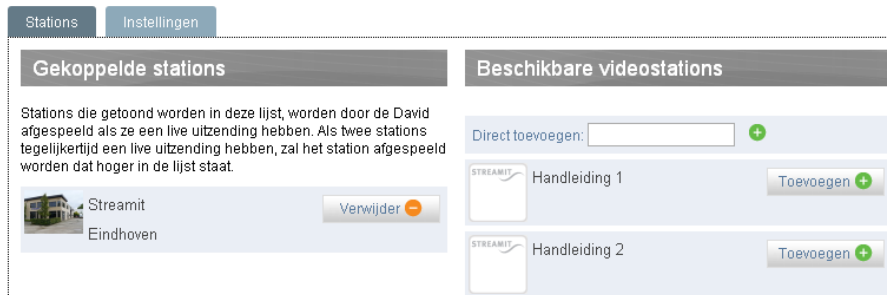 Stations
Instellingen
Gekoppelde stations
Stations die getoond worden in deze lijst, worden door de David
afgespeeld als ze een live uitzending hebben. Als twee stations
tegelijkertijd een live uitzending hebben, zal het station afgespeeld
worden dat hoger in de lijst staat.
Streamit
Eindhoven
Verwijder
Beschikbare videostations
Direct toevoegen:
STREAMIT
Handleiding 1
Toevoegen
STREAMIT
Handleiding 2
Toevoegen